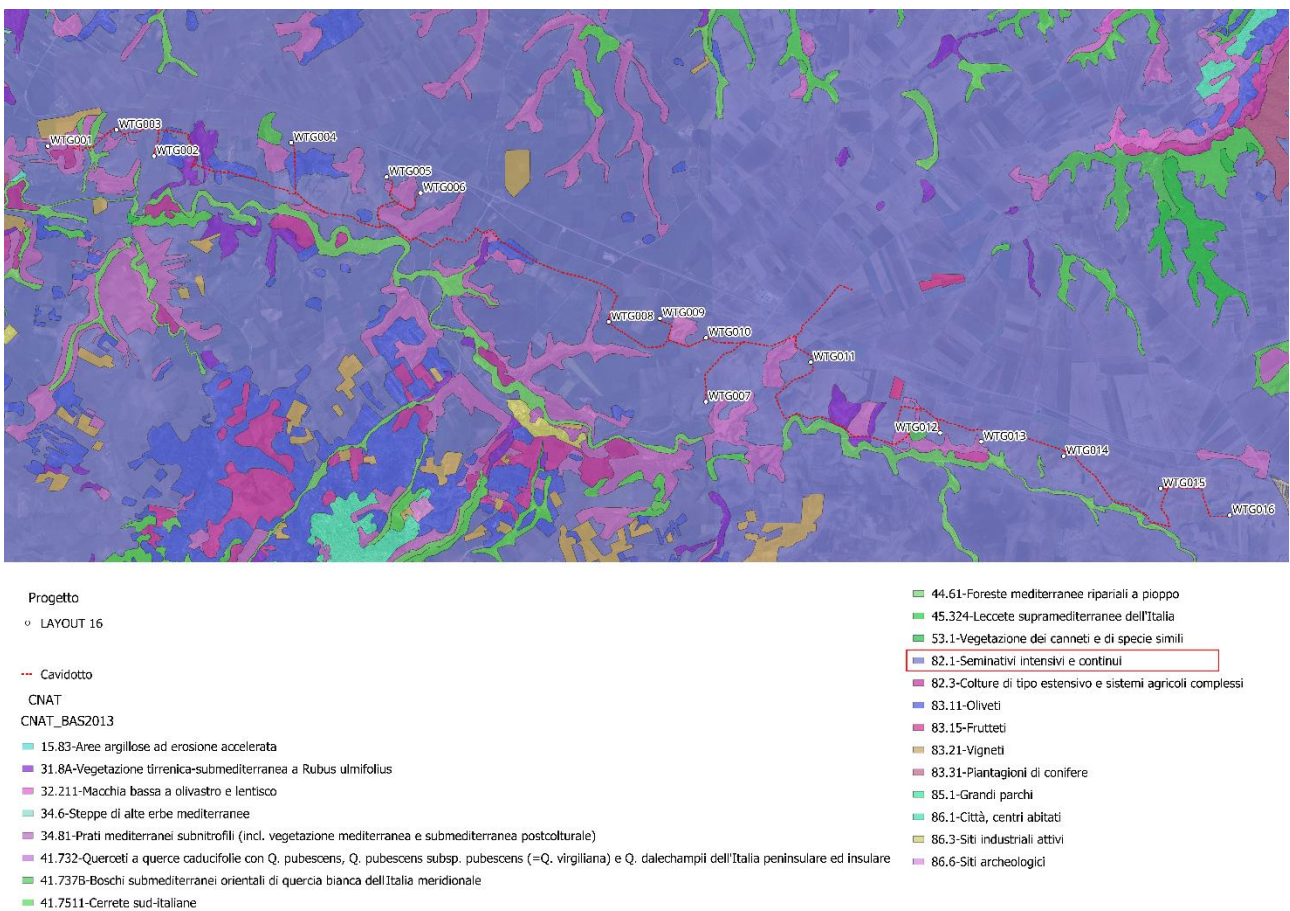 WTG003
WTG001
WTG002
WTG004
WTG005
WTG006
WTG008
WTG009
WTG010
WTG011
WTG007
WTG012
WTG013
WTG014
WTG015
WTG016
Progetto
LAYOUT 16
Cavidotto
CNAT
CNAT_BAS2013
15.83-Aree argillose ad erosione accelerata
31.8A-Vegetazione tirrenica-submediterranea a Rubus ulmifolius
32.211-Macchia bassa a olivastro e lentisco
34.6-Steppe di alte erbe mediterranee
34.81-Prati mediterranei subnitrofili (incl. vegetazione mediterranea e submediterranea postcolturale)
41.732-Querceti a querce caducifolie con Q. pubescens, Q. pubescens subsp. pubescens (=Q. virgiliana) e Q. dalechampii dell'Italia peninsulare ed insulare
41.737B-Boschi submediterranei orientali di quercia bianca dell'Italia meridionale
41.7511-Cerrete sud-italiane
44.61-Foreste mediterranee ripariali a pioppo
45.324-Leccete supramediterranee dell'Italia
53.1-Vegetazione dei canneti e di specie simili
82.1-Seminativi intensivi e continui
82.3-Colture di tipo estensivo e sistemi agricoli complessi
83.11-Oliveti
83.15-Frutteti
83.21-Vigneti
83.31-Piantagioni di conifere
85.1-Grandi parchi
86.1-Città, centri abitati
86.3-Siti industriali attivi
86.6-Siti archeologici